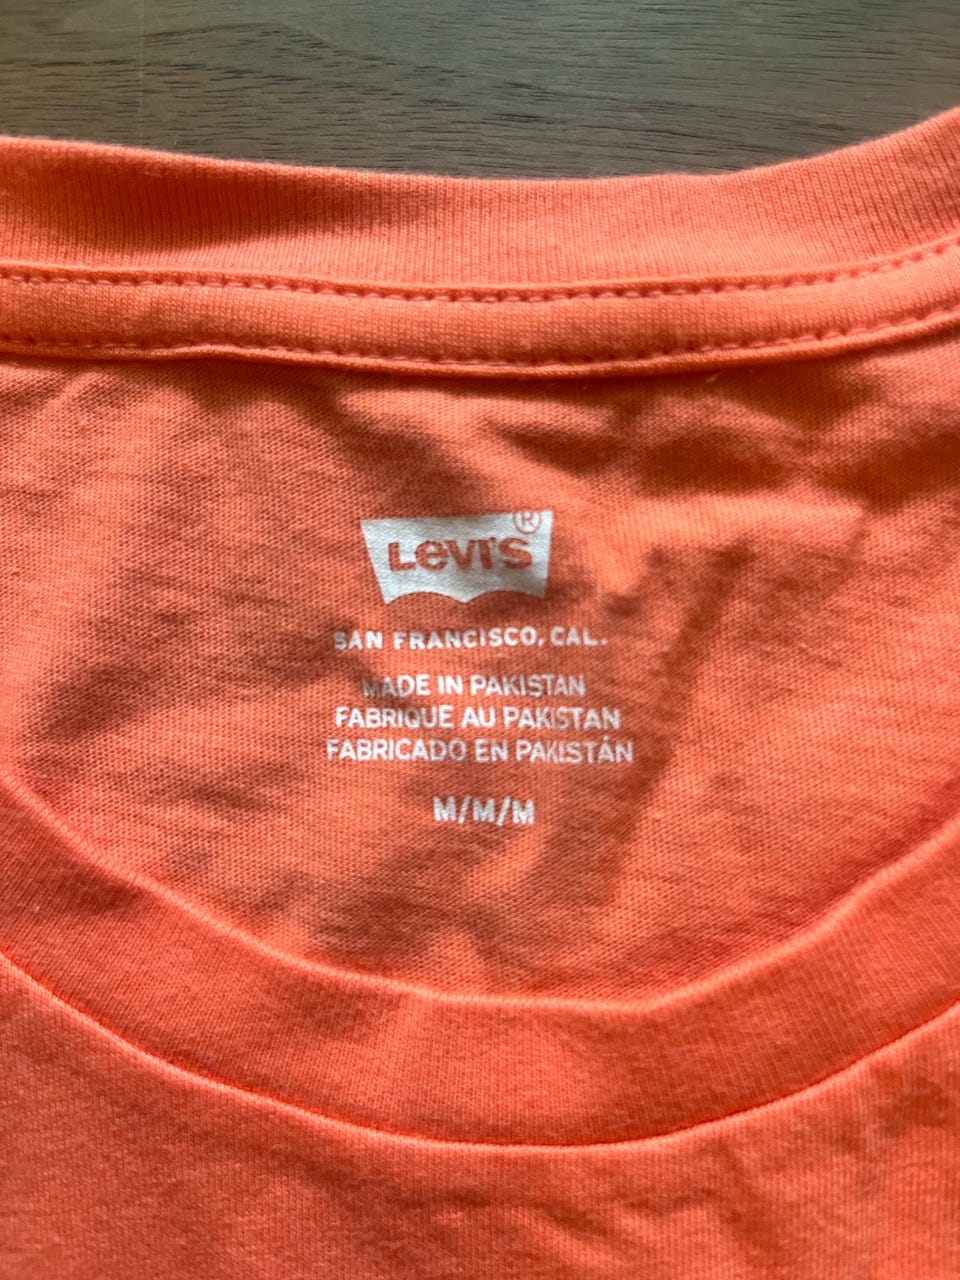 Levi's®
SAN FRANCISCO, CAL.
MADE IN PAKISTAN
FABRIQUE AU PAKISTAN
FABRICADO EN PAKISTÁN
M/M/M